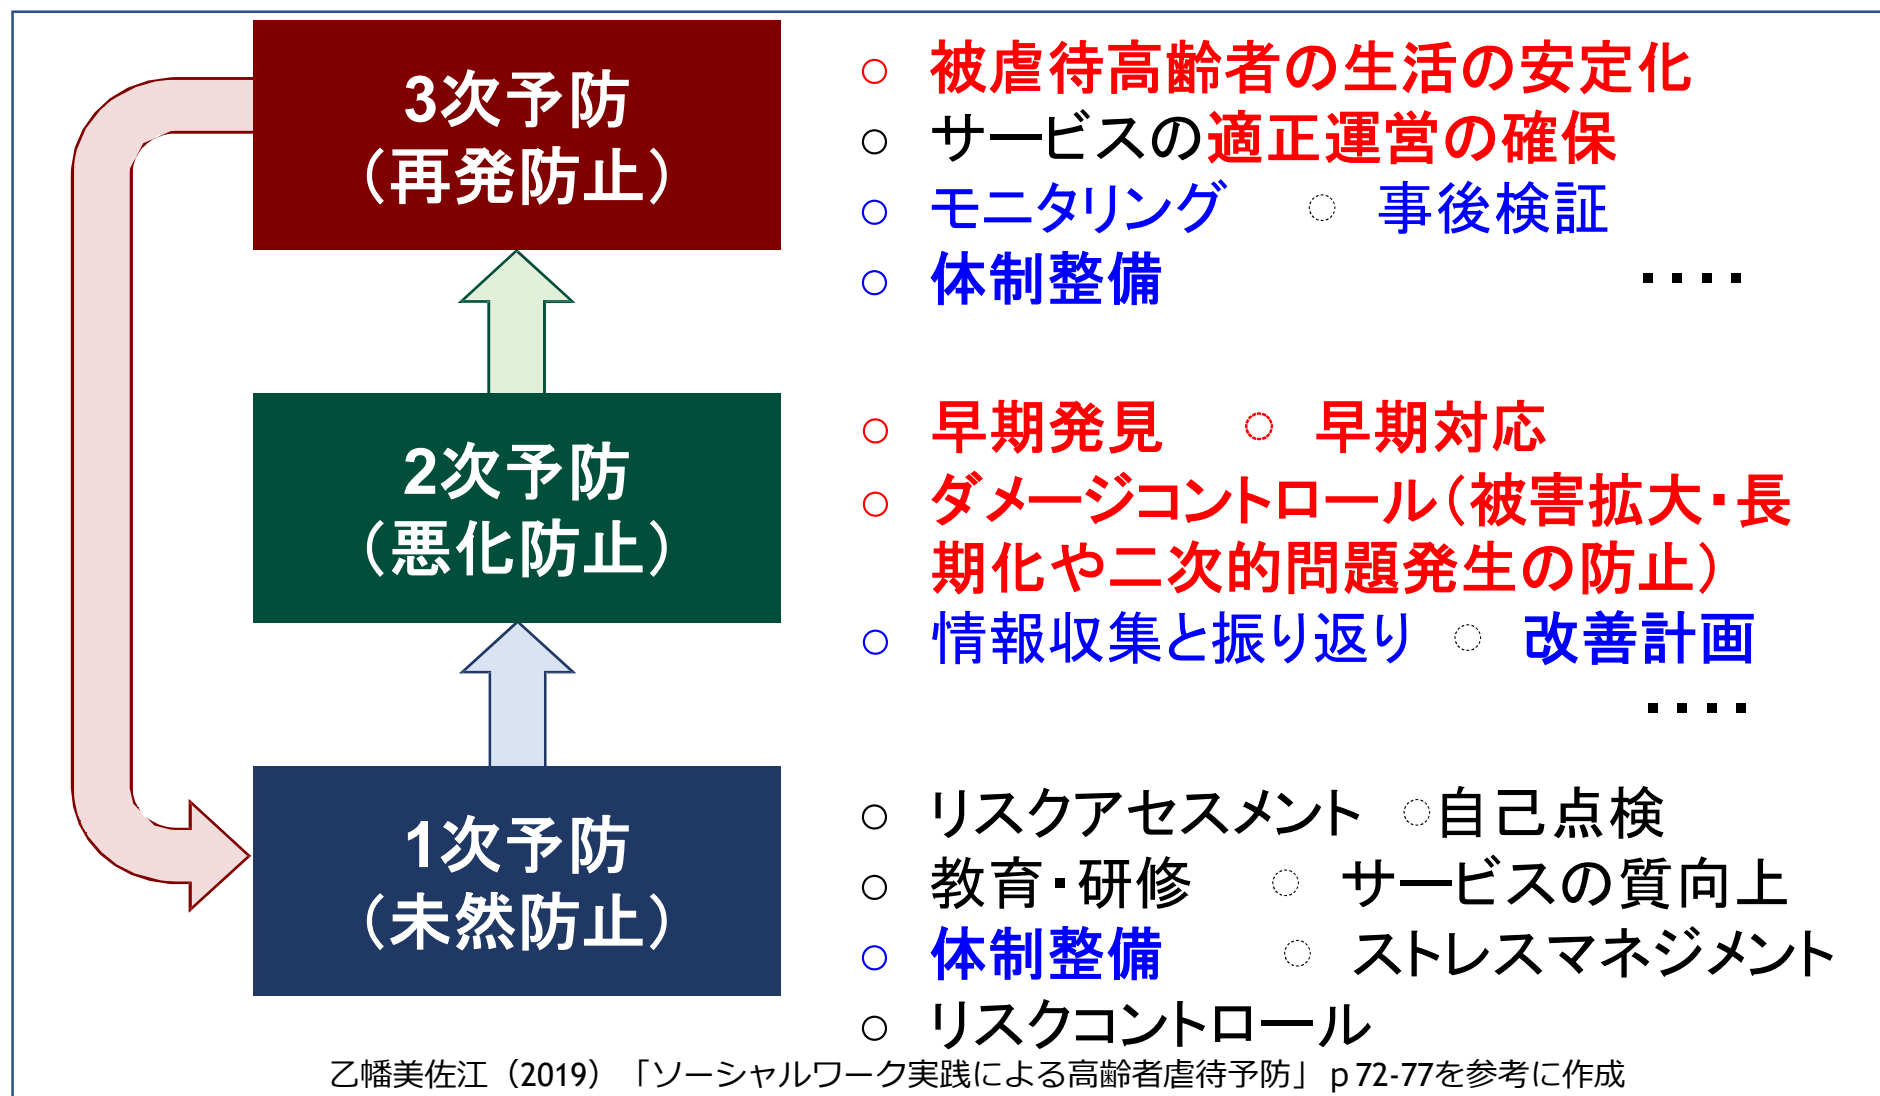 3次予防
（再発防止）
○ 被虐待高齢者の生活の安定化
○ サービスの適正運営の確保
○ モニタリング ○ 事後検証
○ 体制整備 ・・・・
2次予防
（悪化防止）
○ 早期発見 ○ 早期対応
○ ダメージコントロール（被害拡大・長
期化や二次的問題発生の防止）
○ 情報収集と振り返り ○ 改善計画
・・・・
1次予防
（未然防止）
○ リスクアセスメント ○自己点検
○ 教育・研修 ○ サービスの質向上
○ 体制整備 ○ ストレスマネジメント
○ リスクコントロール
乙幡美佐江（2019）「ソーシャルワーク実践による高齢者虐待予防」ｐ72-77を参考に作成